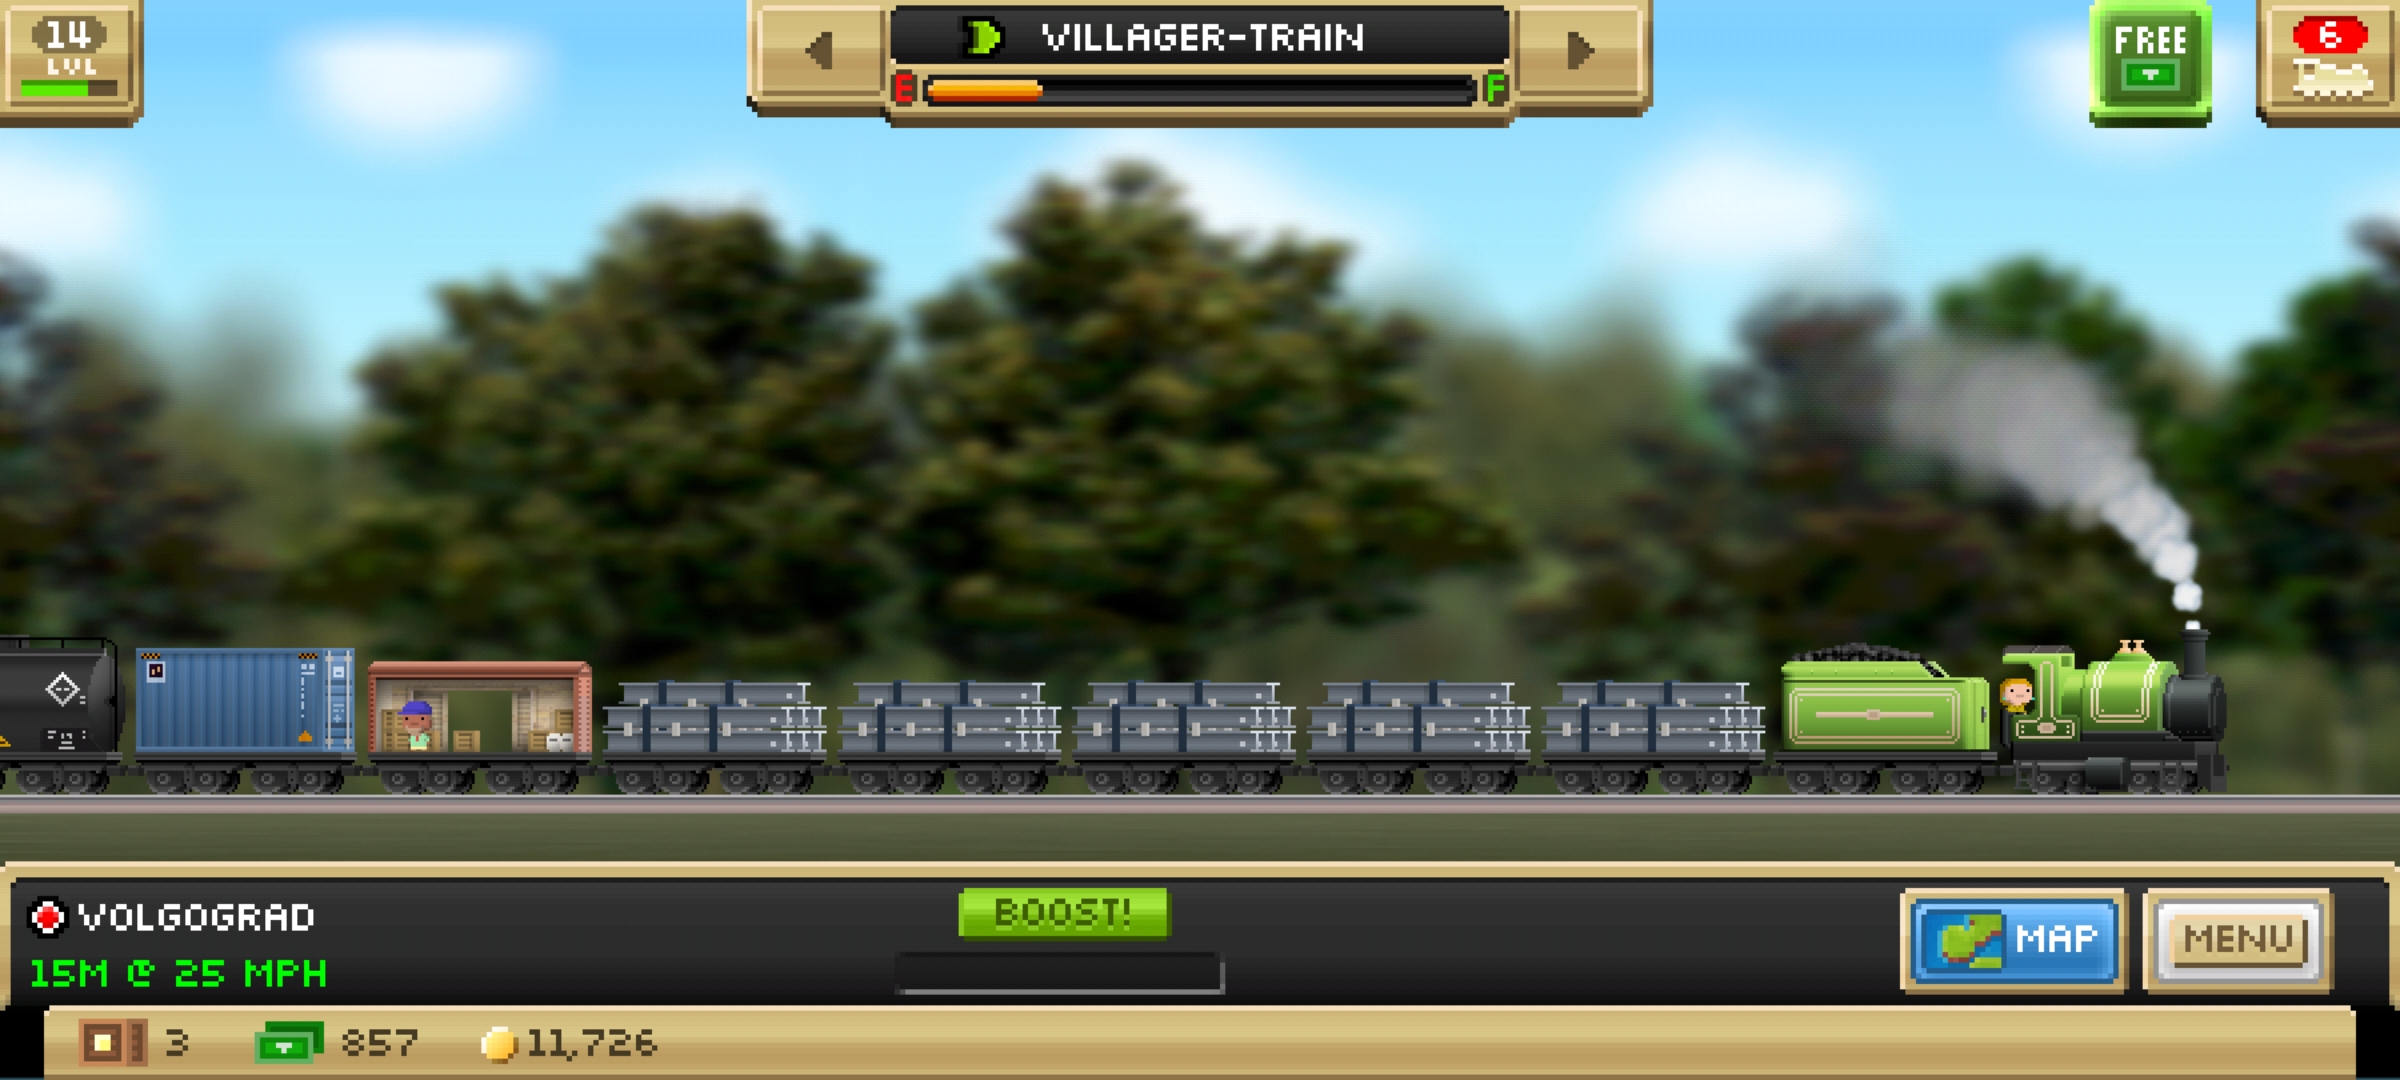 14
LVL
VILLAGER-TRAIN
E F
FREE
6
VOLGOGRAD
15M @ 25 MPH
BOOST!
MAP
MENU
3
857
11,726